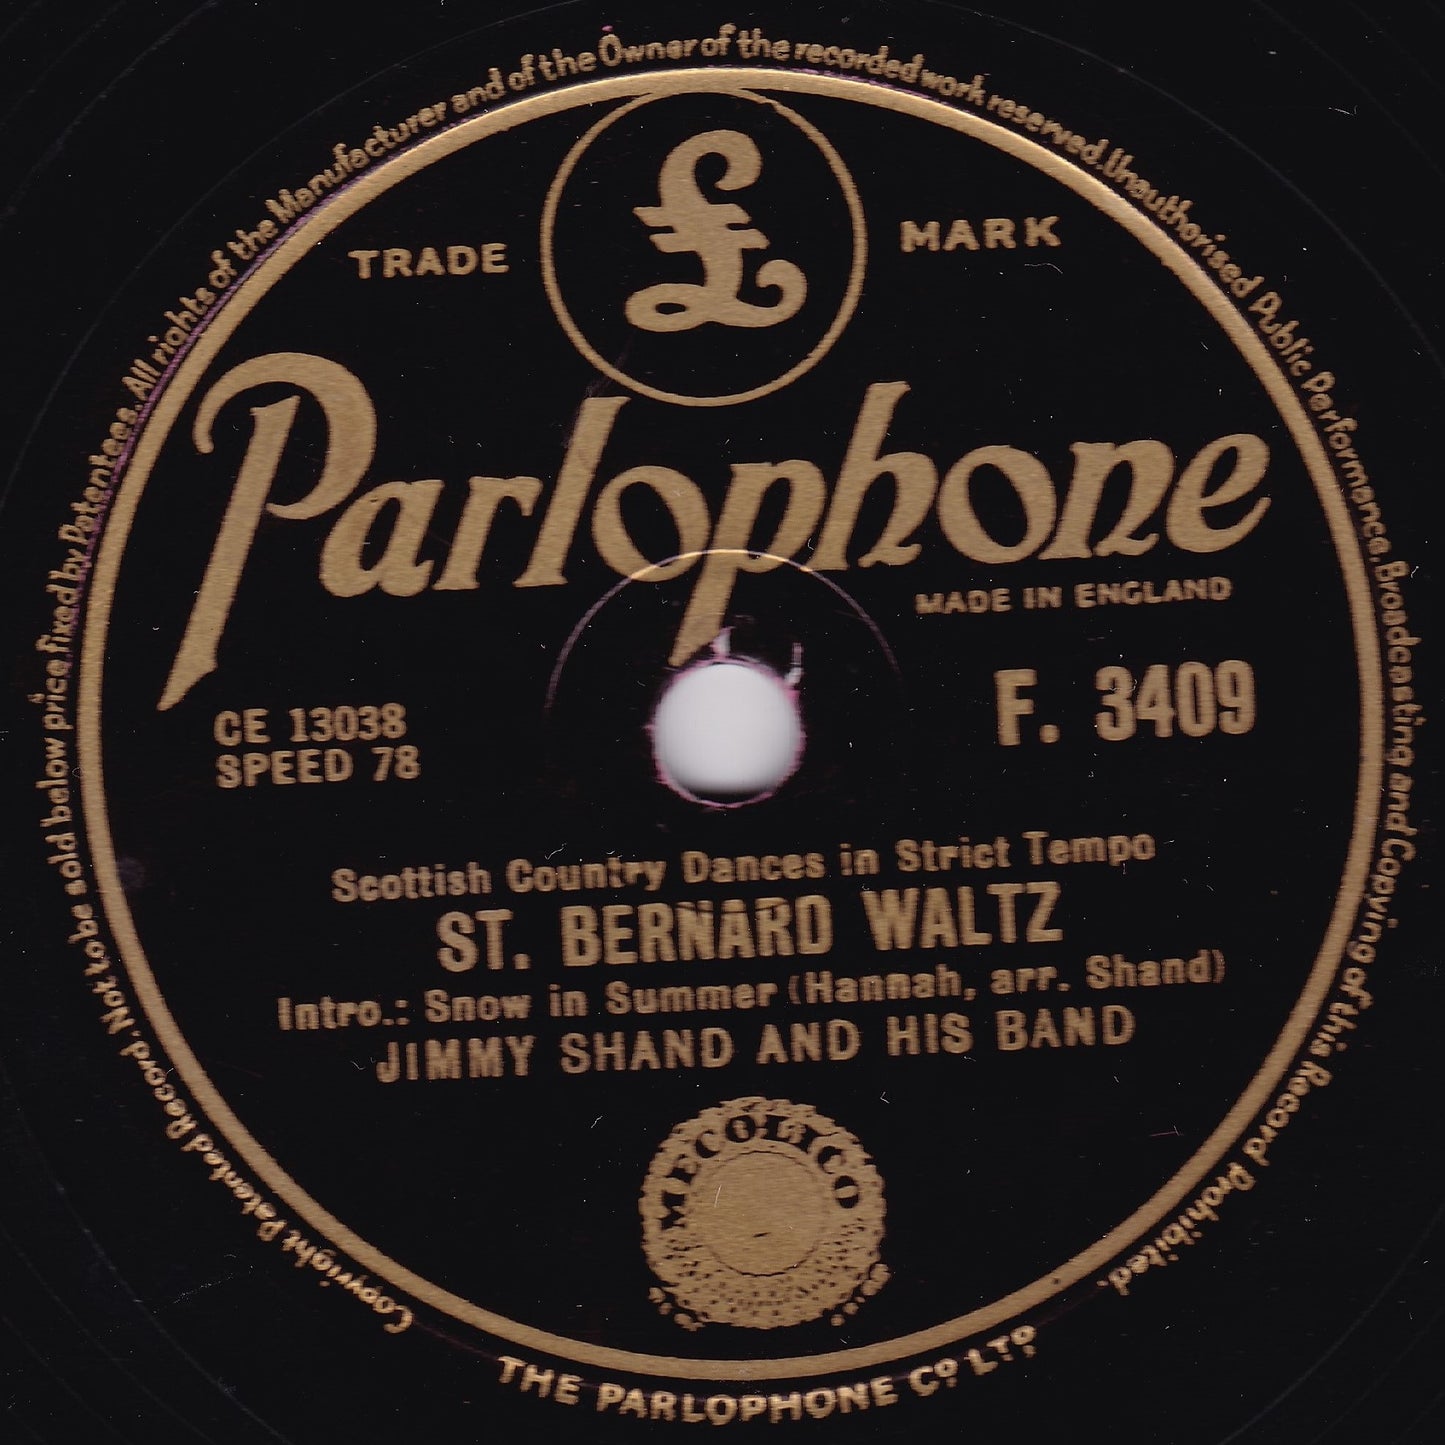 Copyright Patented Record. Not to be sold below price fixed by Patentees. All rights of the Manufacturer and of the Owner of the recorded work reserved. Unauthorised Public Performance Broadcasting and Copying of this Record Prohibited.
£
TRADE MARK
Parlophone
MADE IN ENGLAND
CE 13038
SPEED 78
F. 3409
Scottish Country Dances in Strict Tempo
ST. BERNARD WALTZ
Intro.: Snow in Summer (Hannah, arr. Shand)
JIMMY SHAND AND HIS BAND
MECOLICO
THE PARLOPHONE CO LTD